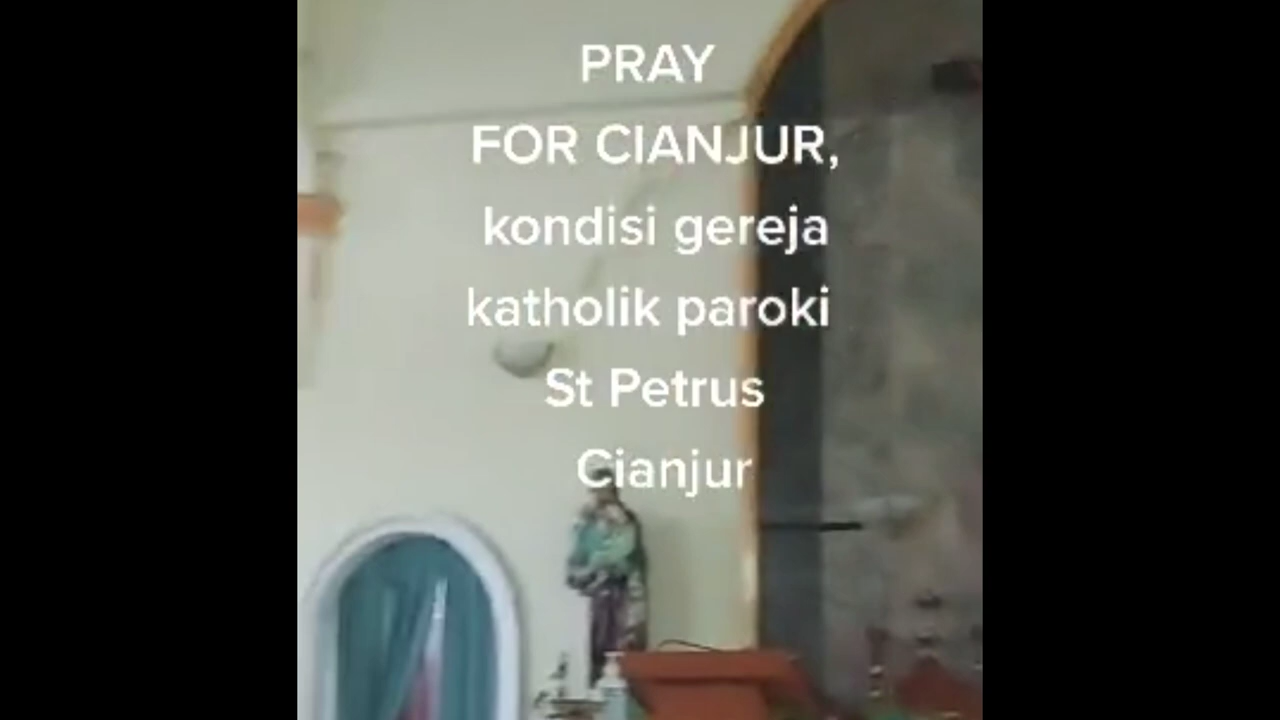 PRAY
FOR CIANJUR,
kondisi gereja
katholik paroki
St Petrus
Cianjur